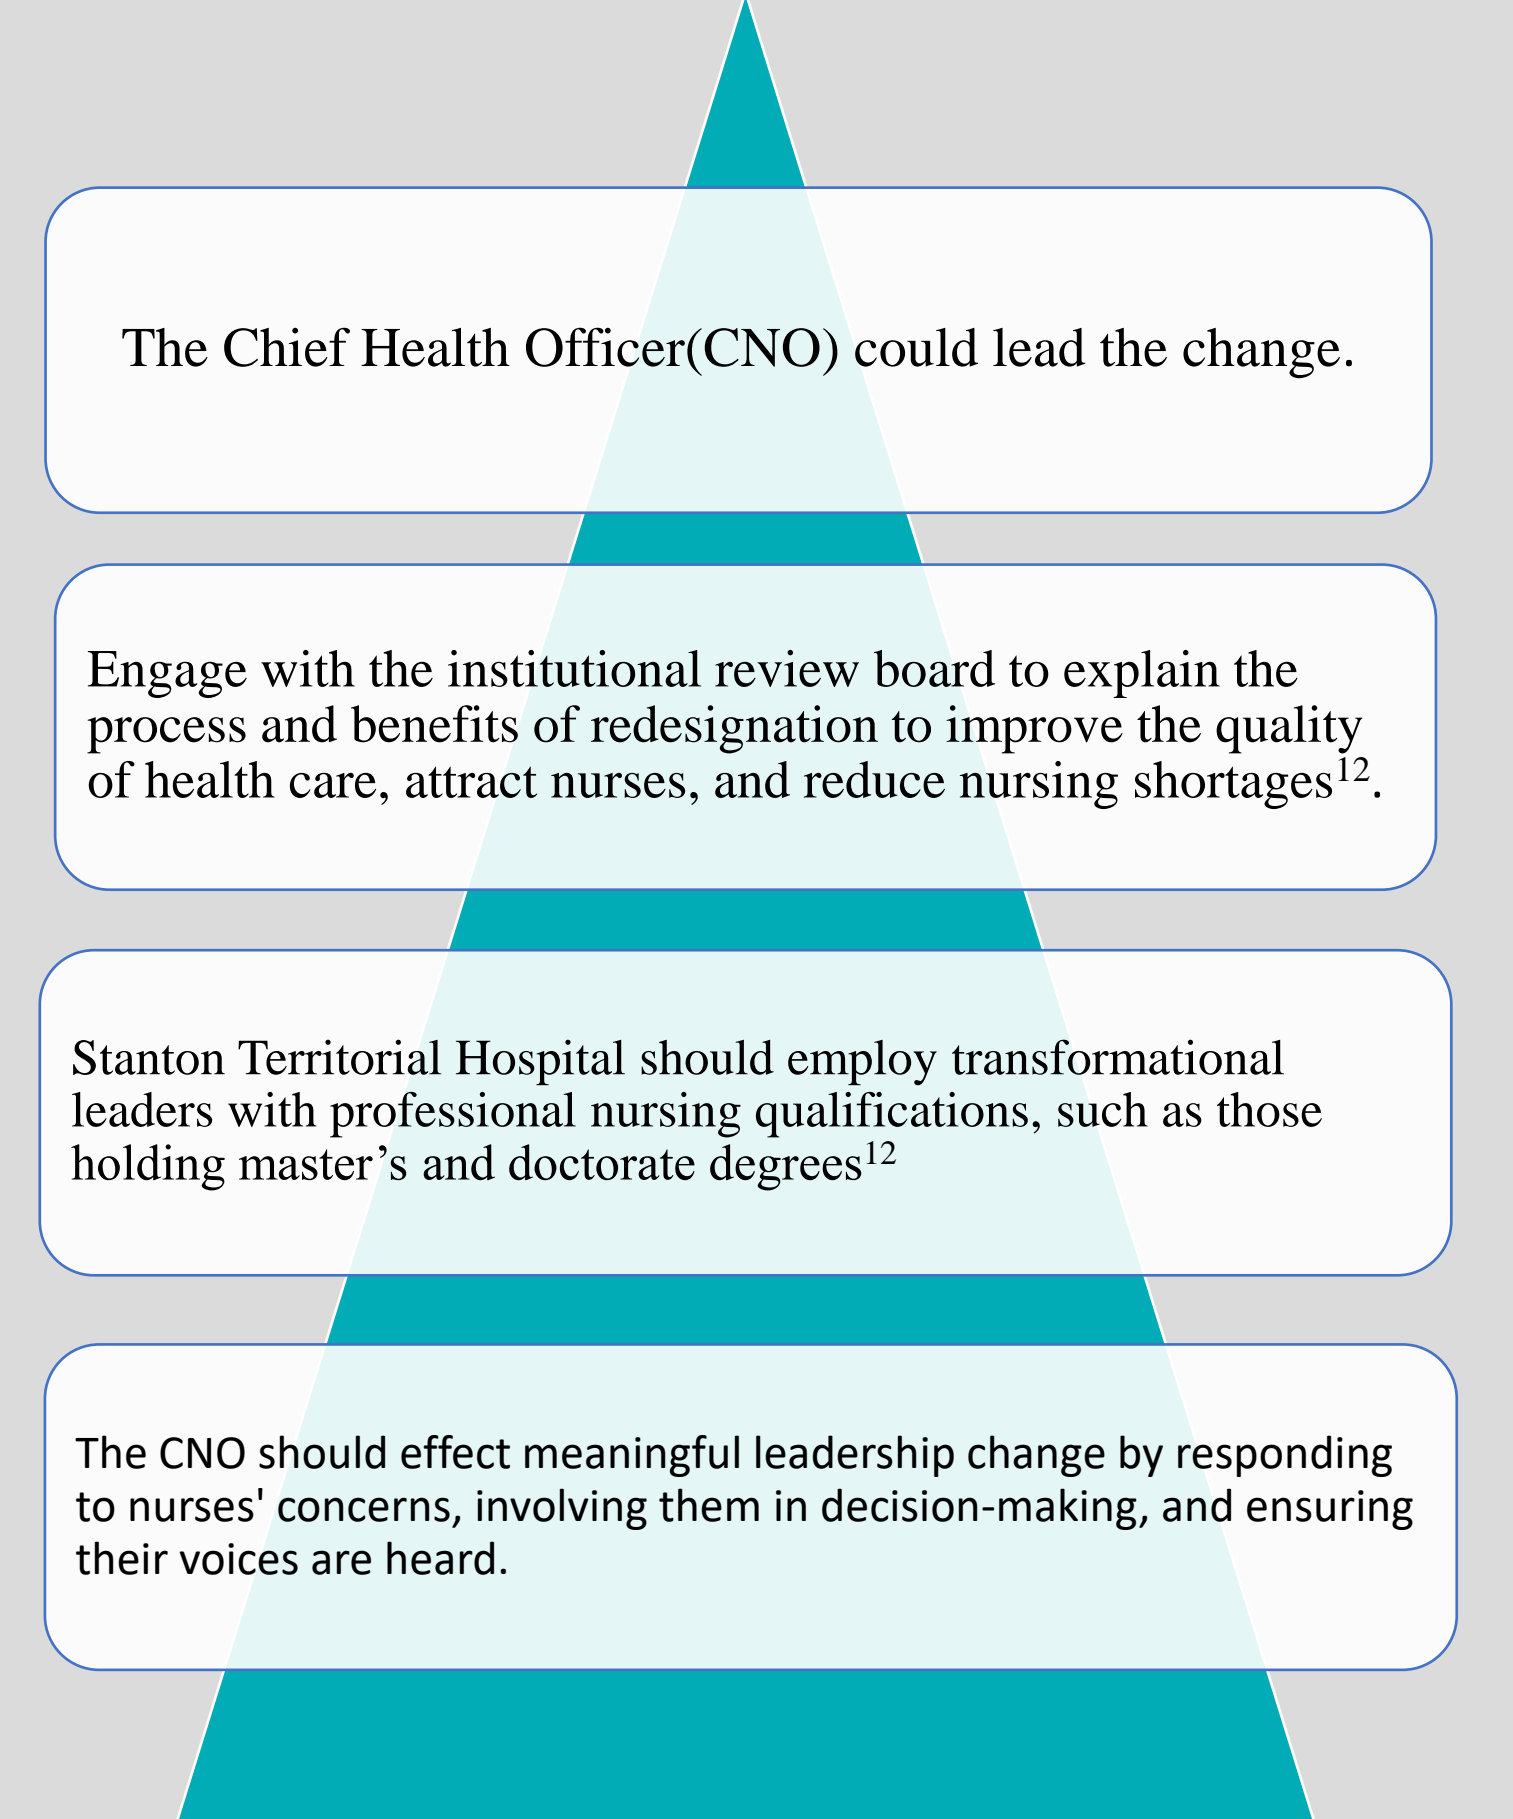 The Chief Health Officer(CNO) could lead the change.
Engage with the institutional review board to explain the
process and benefits of redesignation to improve the quality
of health care, attract nurses, and reduce nursing shortages¹².
Stanton Territorial Hospital should employ transformational
leaders with professional nursing qualifications, such as those
holding master’s and doctorate degrees¹²
The CNO should effect meaningful leadership change by responding
to nurses' concerns, involving them in decision-making, and ensuring
their voices are heard.